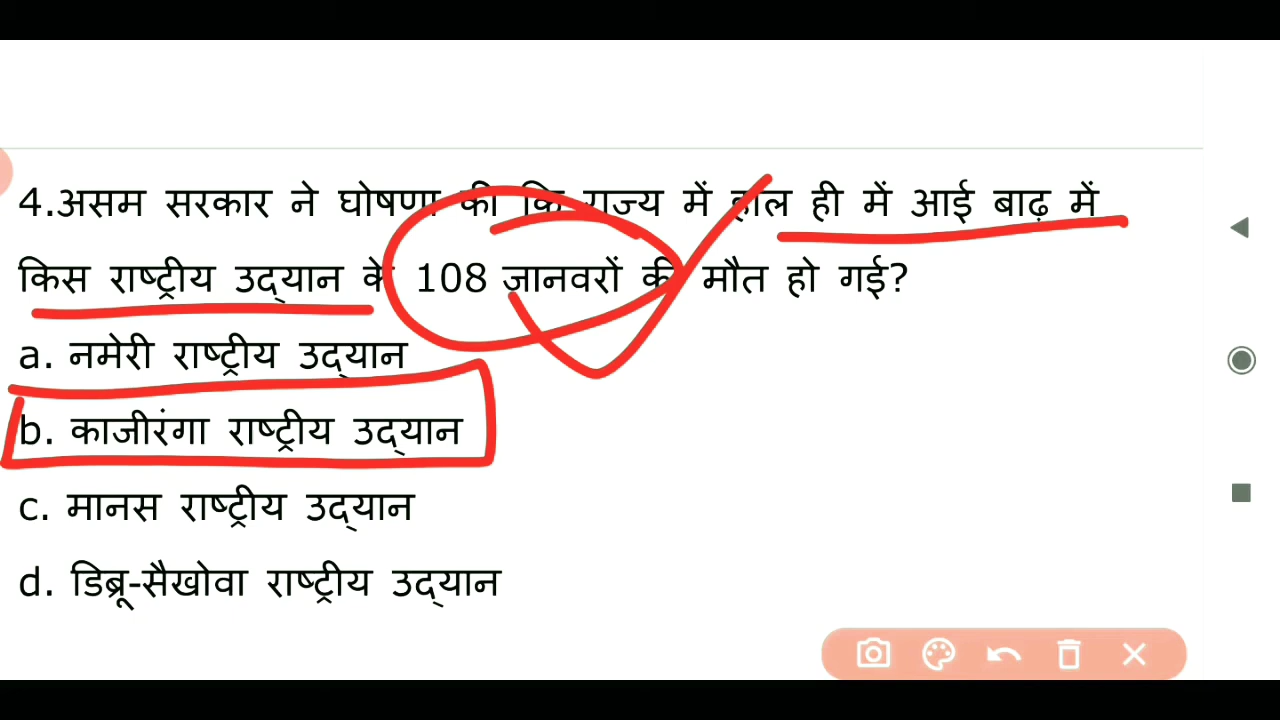 4.असम सरकार ने घोषणा की कि राज्य में हाल ही में आई बाढ़ में
किस राष्ट्रीय उद्यान के 108 जानवरों की मौत हो गई?
a. नमेरी राष्ट्रीय उद्यान
b. काजीरंगा राष्ट्रीय उद्यान
c. मानस राष्ट्रीय उद्यान
d. डिब्रू-सैखोवा राष्ट्रीय उद्यान